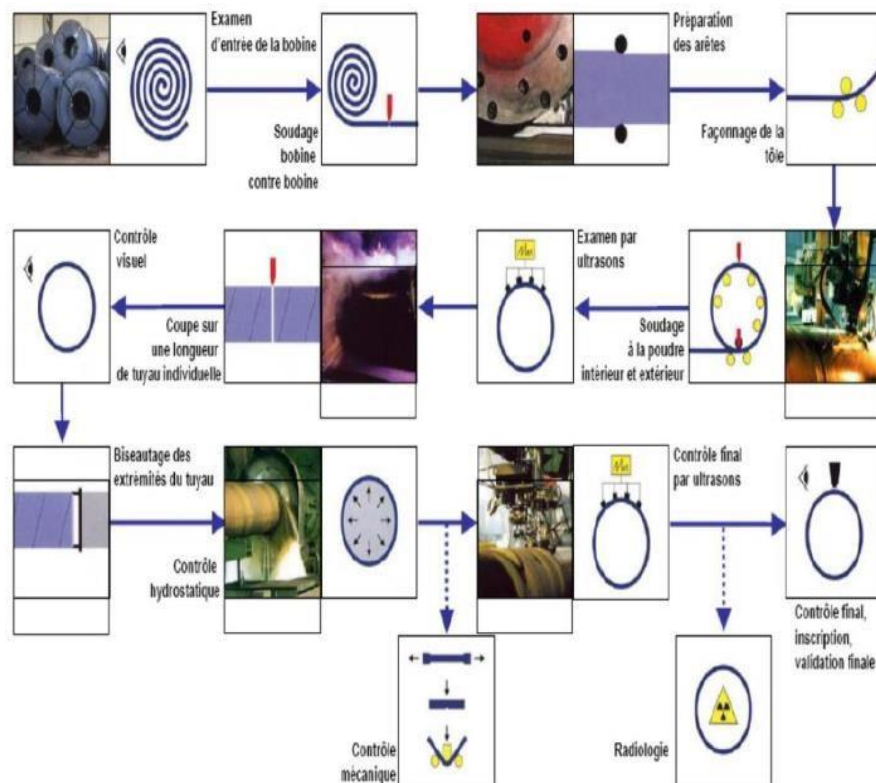 Examen
d'entrée de la bobine
Soudage
bobine
contre bobine
Préparation
des arêtes
Façonnage de la
tôle
Soudage
à la poudre
intérieur et extérieur
Examen par
ultrasons
Coupe sur
une longueur
de tuyau individuelle
Contrôle
visuel
Biseautage des
extrémités du tuyau
Contrôle
hydrostatique
Contrôle
mécanique
Contrôle final
par ultrasons
Radiologie
Contrôle final,
inscription,
validation finale